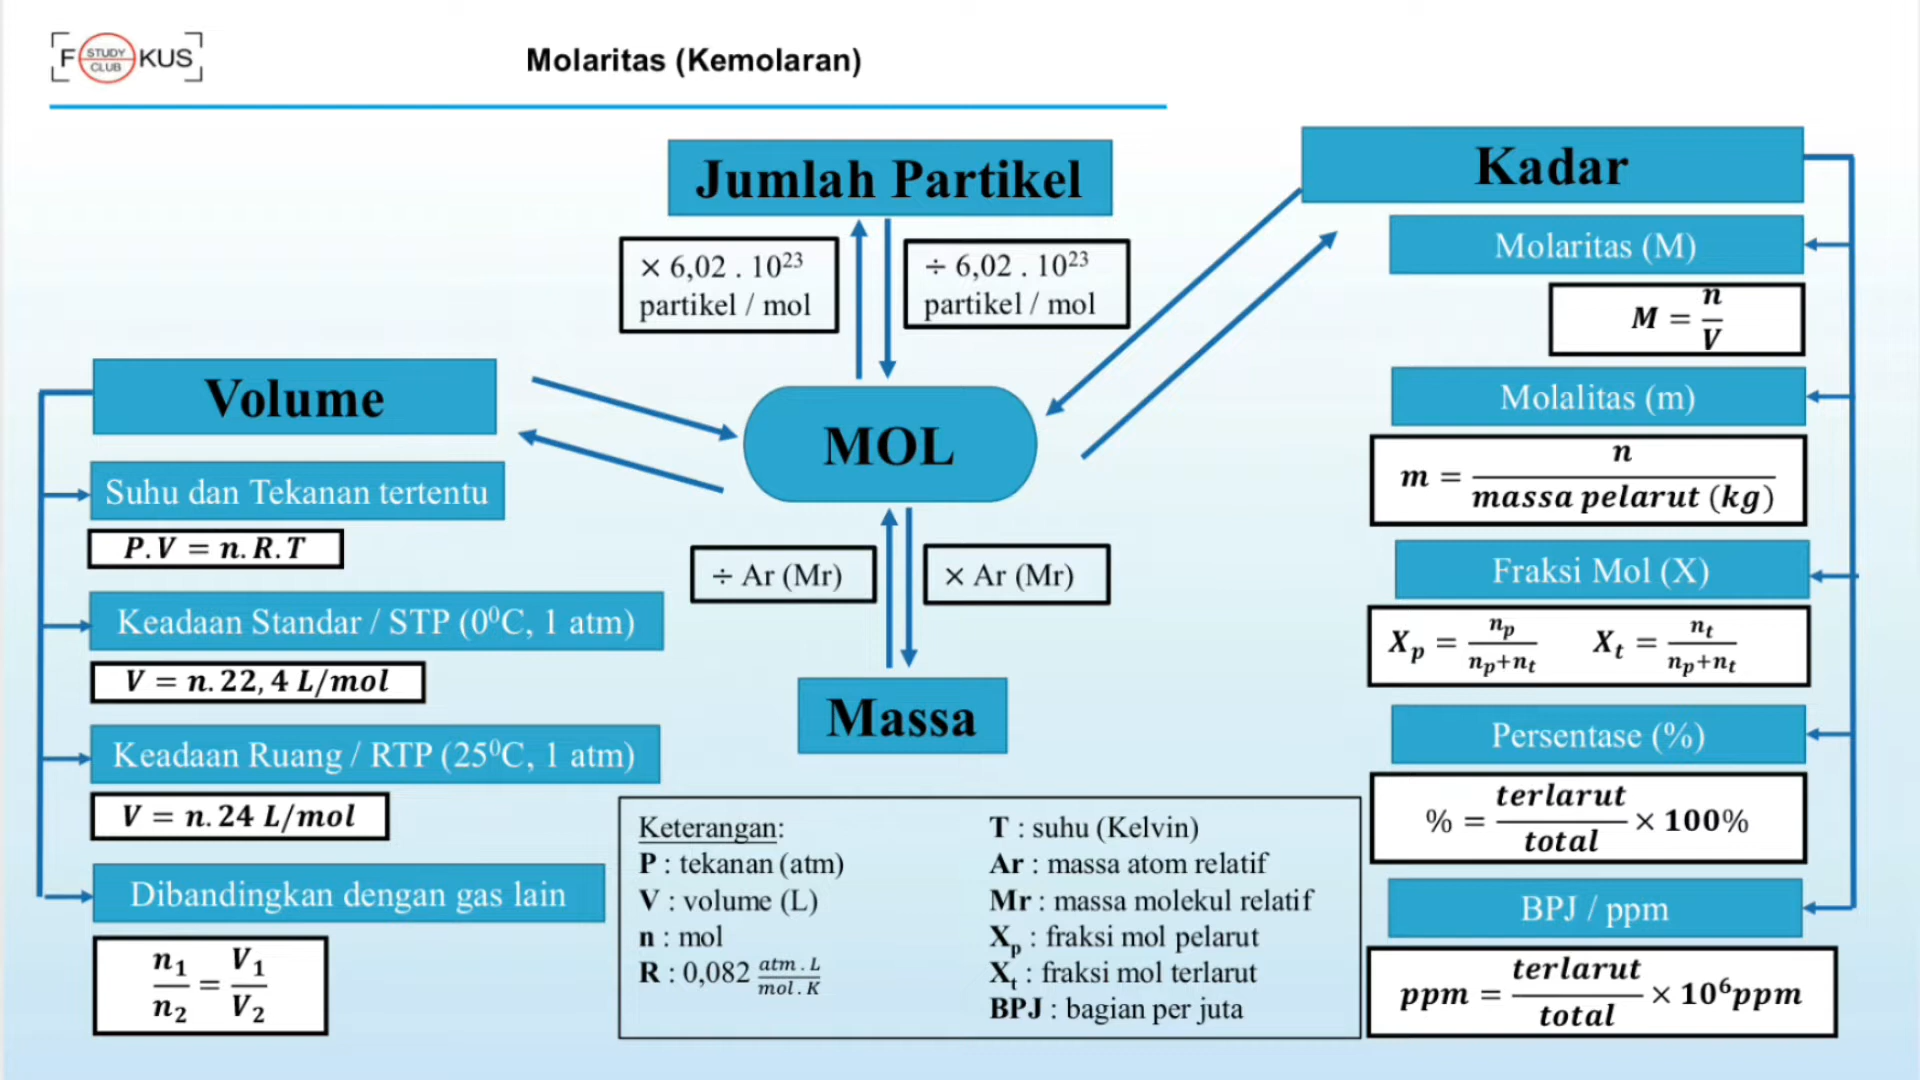 F STUDY CLUB KUS
Molaritas (Kemolaran)
Jumlah Partikel
× 6,02 . 10²³
partikel / mol
÷ 6,02 . 10²³
partikel / mol
MOL
÷ Ar (Mr)
× Ar (Mr)
Massa
Volume
Suhu dan Tekanan tertentu
P.V = n.R.T
Keadaan Standar / STP (0⁰C, 1 atm)
V = n.22,4 L/mol
Keadaan Ruang / RTP (25⁰C, 1 atm)
V = n.24 L/mol
Dibandingkan dengan gas lain
n₁/n₂ = V₁/V₂
Kadar
Molaritas (M)
M = n/V
Molalitas (m)
m = n/massa pelarut (kg)
Fraksi Mol (X)
Xₚ = nₚ/nₚ+nₜ Xₜ = nₜ/nₚ+nₜ
Persentase (%)
% = terlarut/total × 100%
BPJ / ppm
ppm = terlarut/total × 10⁶ppm
Keterangan:
P : tekanan (atm)
V : volume (L)
n : mol
R : 0,082 atm.L/mol.K
T : suhu (Kelvin)
Ar : massa atom relatif
Mr : massa molekul relatif
Xₚ : fraksi mol pelarut
Xₜ : fraksi mol terlarut
BPJ : bagian per juta